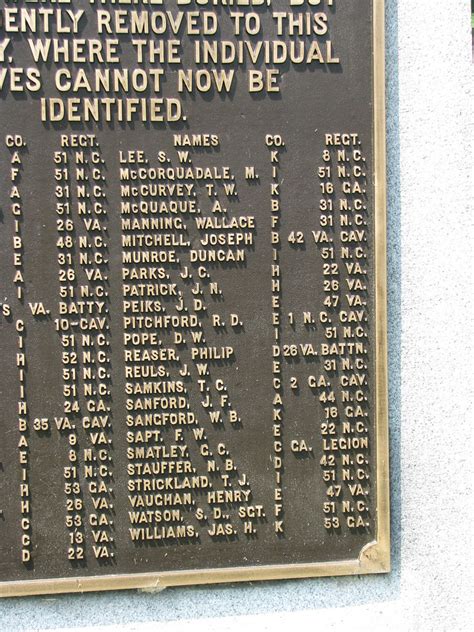 WERE THERE BURIED, BUT
ENTLY REMOVED TO THIS
Y, WHERE THE INDIVIDUAL
VES CANNOT NOW BE
IDENTIFIED.
CO. REGT. NAMES CO. REGT.
A 51 N.C. LEE, S. W. K 8 N.C.
F 51 N.C. McCORQUADALE, M. I 51 N.C.
A 31 N.C. McCURVEY, T. W. K 16 GA.
G 51 N.C. McQUAQUE, A. B 31 N.C.
I 26 VA. MANNING, WALLACE F 31 N.C.
B 48 N.C. MITCHELL, JOSEPH B 42 VA. CAV.
E 31 N.C. MUNROE, DUNCAN I 51 N.C.
A 26 VA. PARKS, J. C. H 22 VA.
I 51 N.C. PATRICK, J. N. H 26 VA.
S VA. BATTY. PEIKS, J. D. H 47 VA.
C 10-CAV. PITCHFORD, R. D. E 1 N.C. CAV.
I 51 N.C. POPE, D. W. I 51 N.C.
H 52 N.C. REASER, PHILIP D 26 VA. BATTN.
I 51 N.C. REULS, J. W. E 31 N.C.
I 51 N.C. SAMKINS, T. C. C 2 GA. CAV.
H 24 GA. SANFORD, J. F. A 44 N.C.
B 35 VA. CAV. SANGFORD, W. B. K 16 GA.
A 9 VA. SAPT. F. W. E 22 N.C.
E 8 N.C. SMATLEY, G. C. C GA. LEGION
I 51 N.C. STAUFFER, N. B. D 42 N.C.
H 53 GA. STRICKLAND, T. J. I 51 N.C.
H 26 VA. VAUGHAN, HENRY E 47 VA.
C 53 GA. WATSON, S. D., SGT. F 51 N.C.
C 13 VA. WILLIAMS, JAS. H. K 53 GA.
D 22 VA.